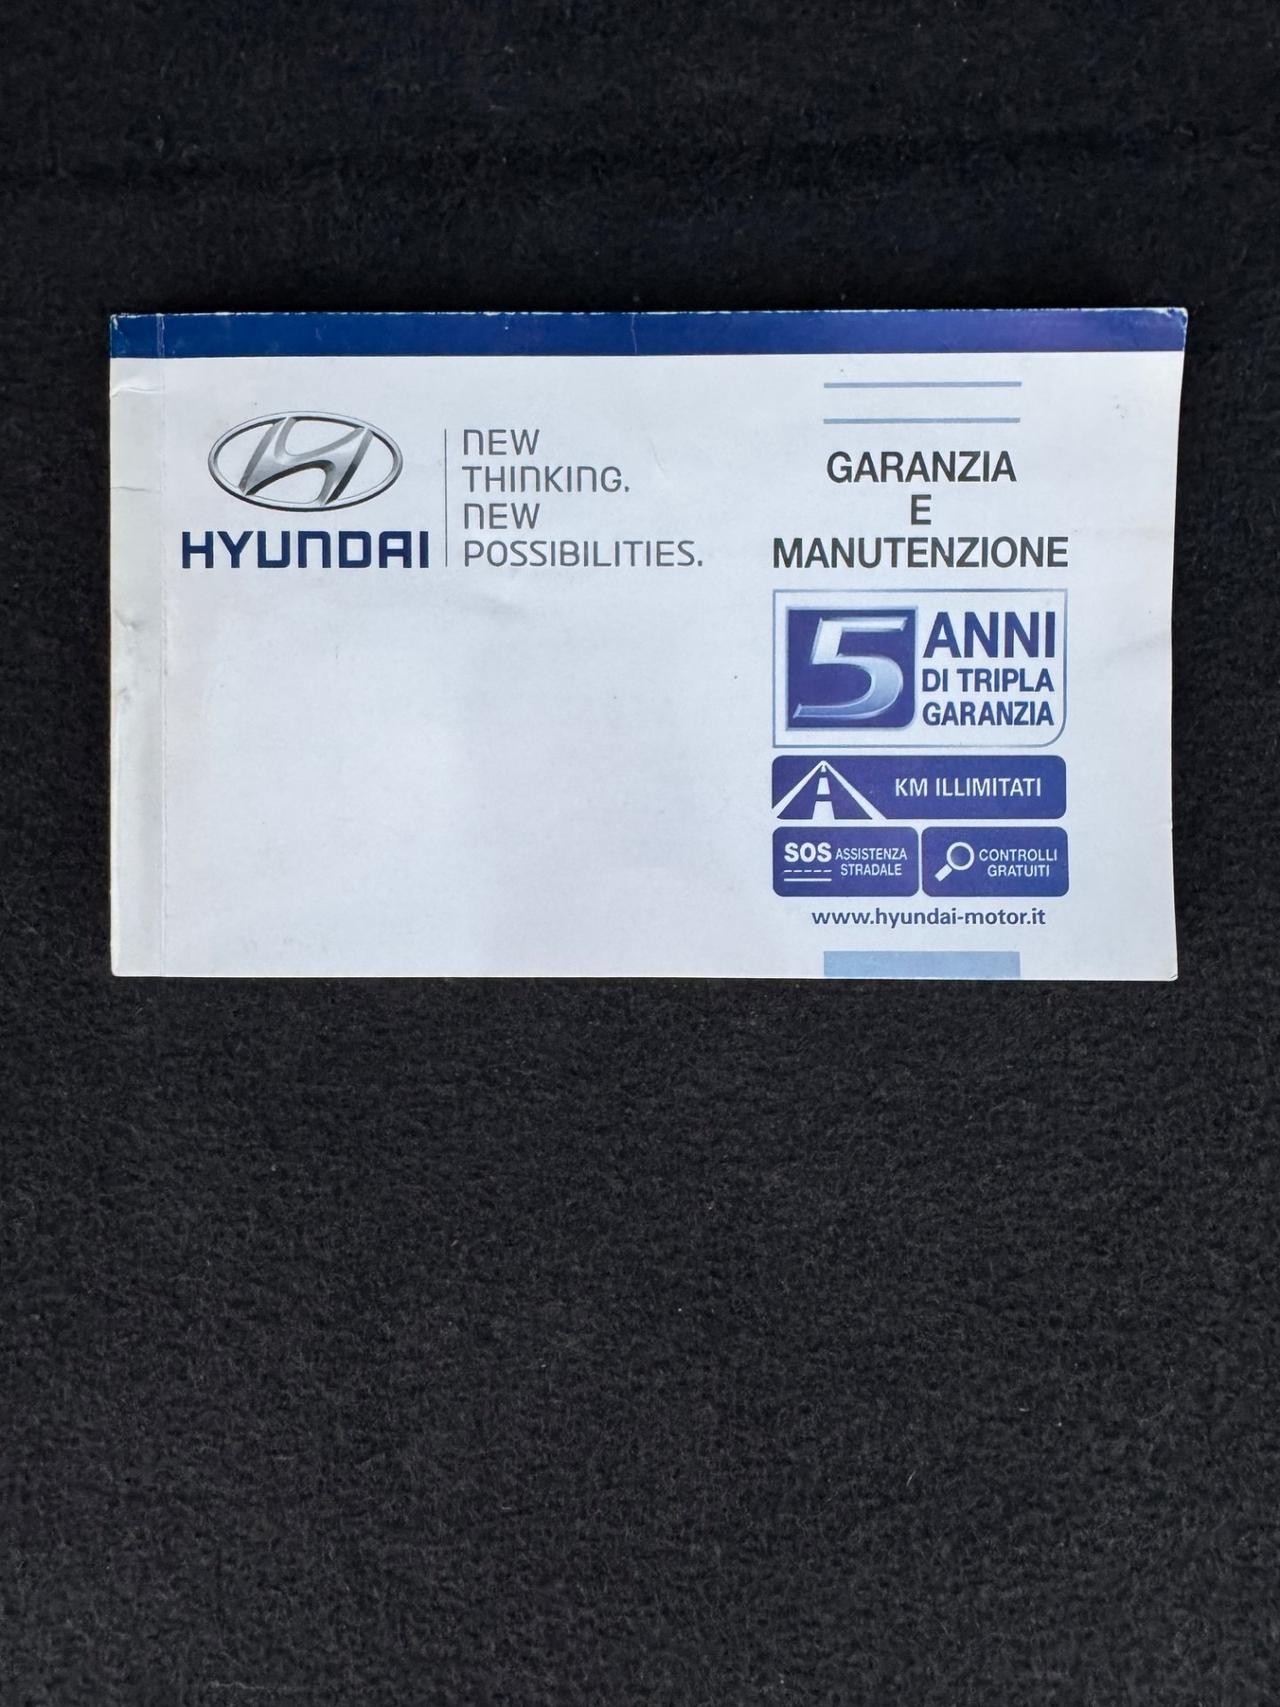 HYUNDAI
NEW
THINKING.
NEW
POSSIBILITIES.
GARANZIA
E
MANUTENZIONE
5 ANNI
DI TRIPLA
GARANZIA
KM ILLIMITATI
SOS ASSISTENZA
STRADALE
CONTROLLI
GRATUITI
www.hyundai-motor.it